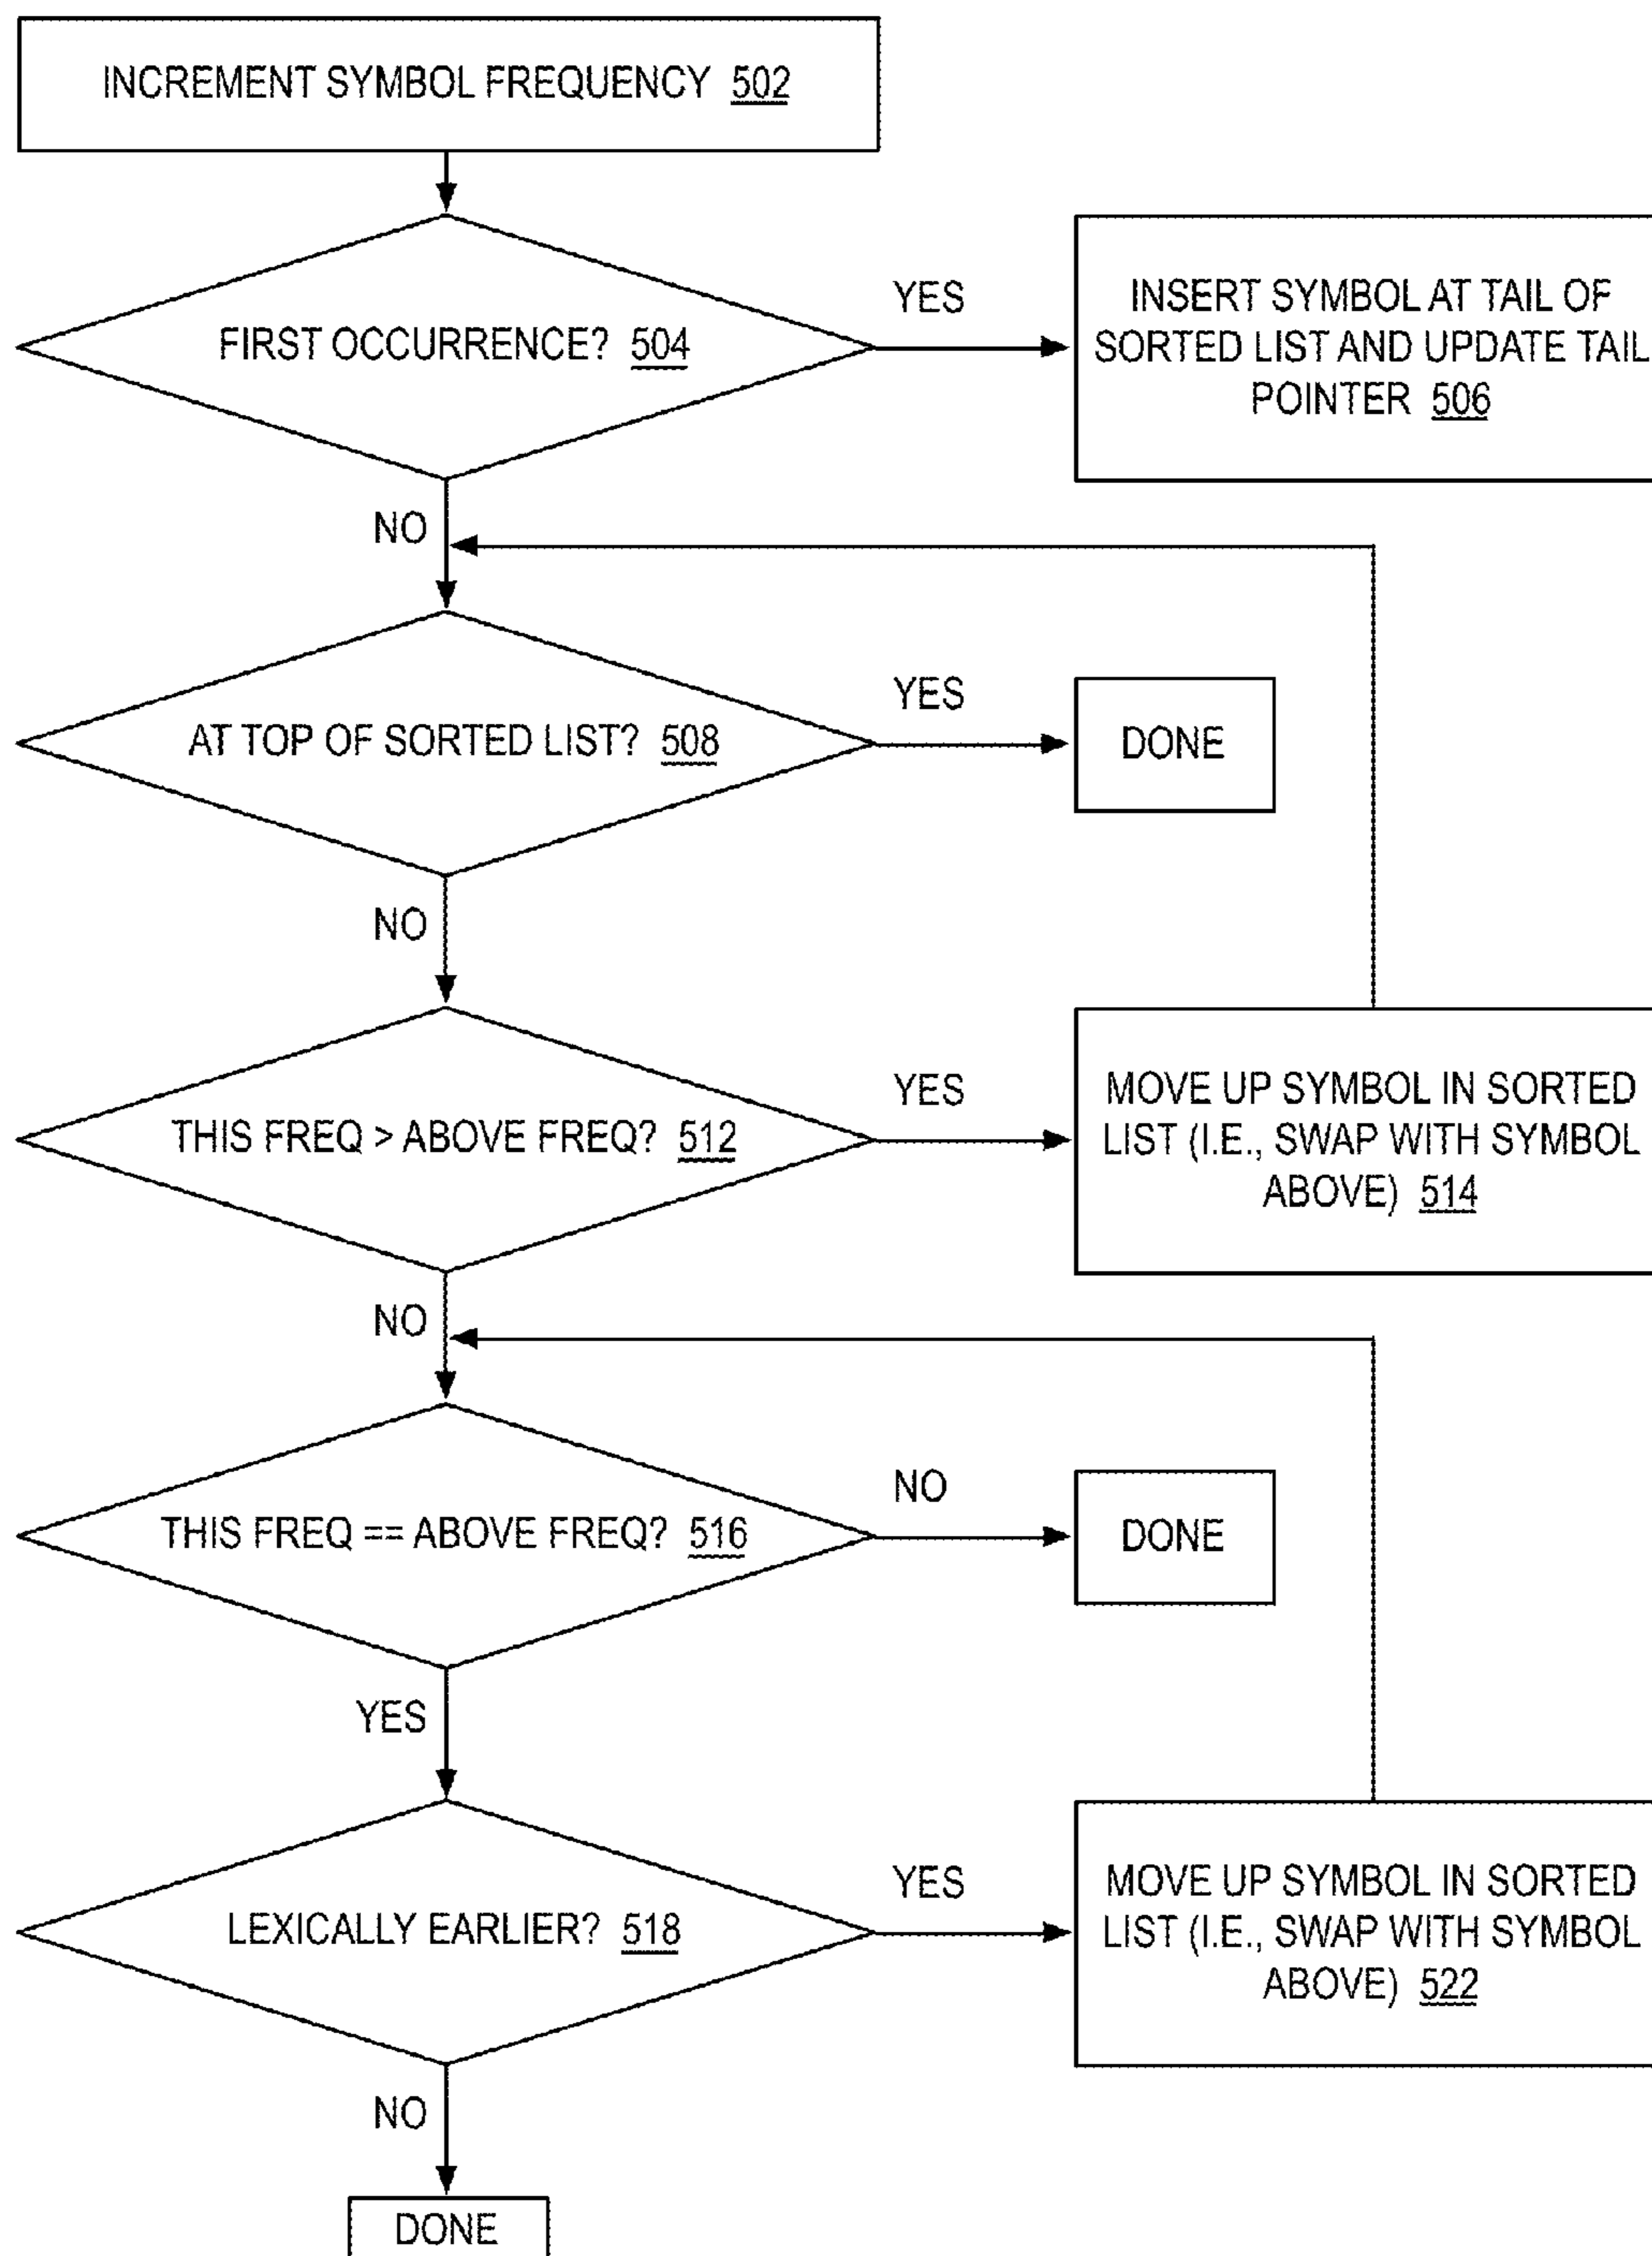 INCREMENT SYMBOL FREQUENCY 502
FIRST OCCURRENCE? 504
YES
INSERT SYMBOL AT TAIL OF
SORTED LIST AND UPDATE TAIL
POINTER 506
NO
AT TOP OF SORTED LIST? 508
YES
DONE
NO
THIS FREQ > ABOVE FREQ? 512
YES
MOVE UP SYMBOL IN SORTED
LIST (I.E., SWAP WITH SYMBOL
ABOVE) 514
NO
THIS FREQ == ABOVE FREQ? 516
NO
DONE
YES
LEXICALLY EARLIER? 518
YES
MOVE UP SYMBOL IN SORTED
LIST (I.E., SWAP WITH SYMBOL
ABOVE) 522
NO
DONE